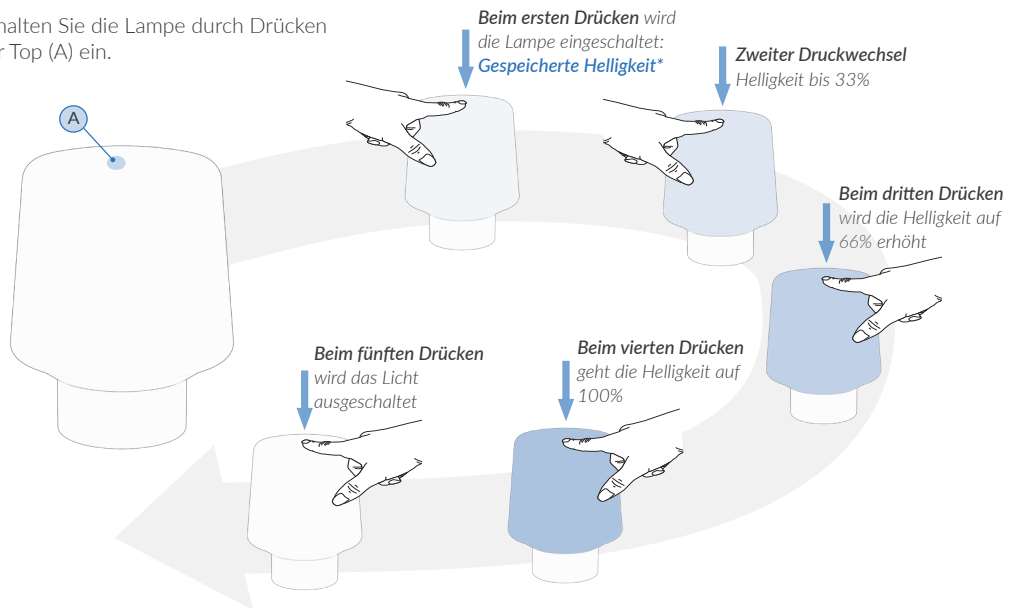 halten Sie die Lampe durch Drücken
r Top (A) ein.
A
Beim ersten Drücken wird
die Lampe eingeschaltet:
Gespeicherte Helligkeit*
Zweiter Druckwechsel
Helligkeit bis 33%
Beim dritten Drücken
wird die Helligkeit auf
66% erhöht
Beim vierten Drücken
geht die Helligkeit auf
100%
Beim fünften Drücken
wird das Licht
ausgeschaltet